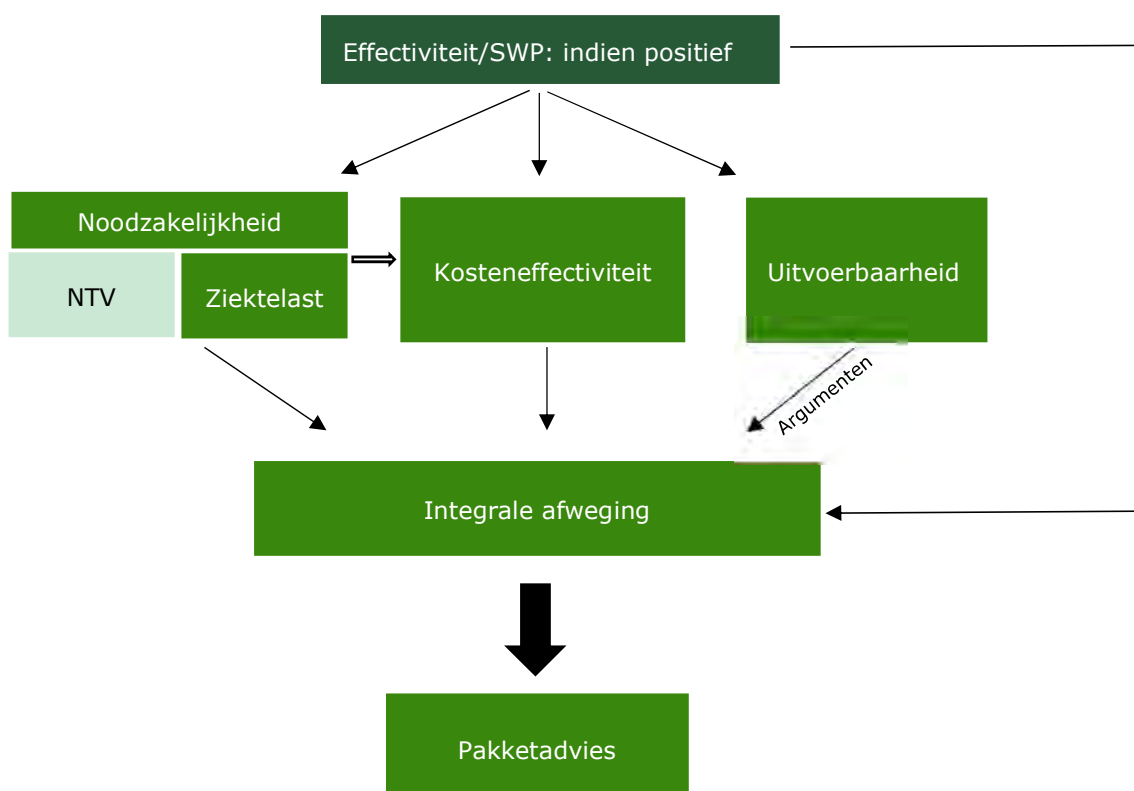 Effectiviteit/SWP: indien positief
Noodzakelijkheid
NTV
Ziektelast
Kosteneffectiviteit
Uitvoerbaarheid
Argumenten
Integrale afweging
Pakketadvies